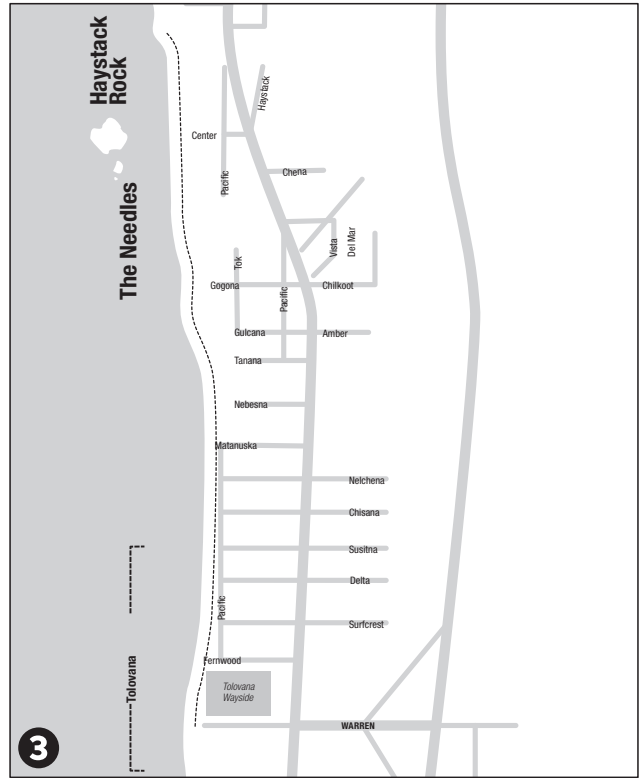 Haystack
Rock
The Needles
Haystack
Center
Pacific
Chena
Vista
Del Mar
Tok
Gogona
Pacific
Chilkoot
Gulcana
Amber
Tanana
Nebesna
Matanuska
Nelchena
Chisana
Susitna
Delta
Pacific
Surfcrest
Fernwood
Tolovana
Tolovana
Wayside
WARREN
3